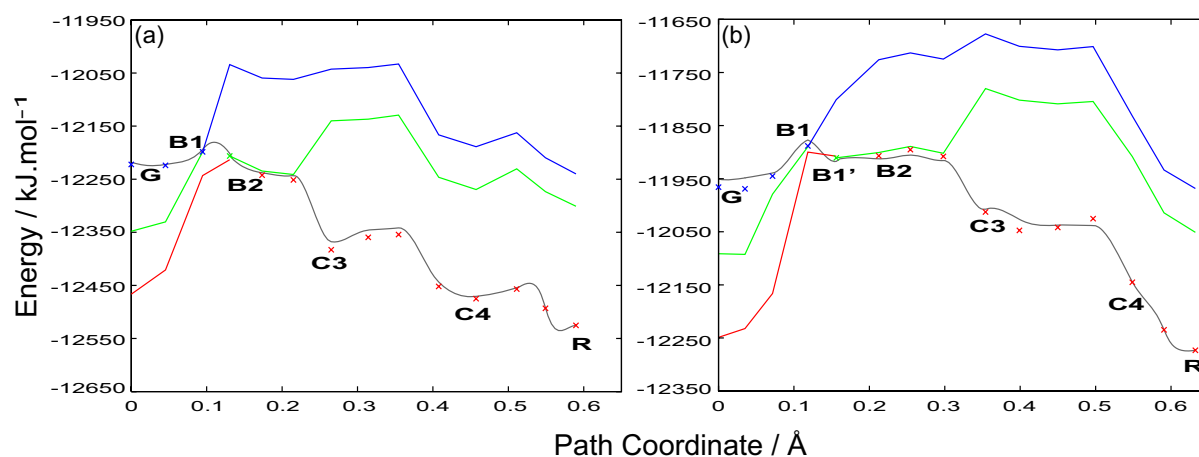 (a)
-11950
-12050
-12150
-12250
-12350
-12450
-12550
-12650
B1
G
B2
C3
C4
R
0
0.1
0.2
0.3
0.4
0.5
0.6
(b)
-11650
-11750
-11850
-11950
-12050
-12150
-12250
-12350
B1
G
B1’
B2
C3
C4
R
0
0.1
0.2
0.3
0.4
0.5
0.6
Energy / kJ.mol⁻¹
Path Coordinate / Å